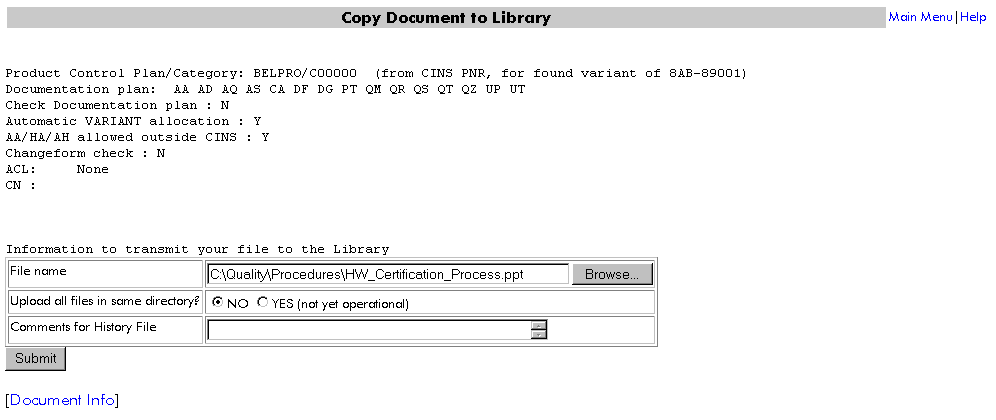 Copy Document to Library Main Menu|Help
Product Control Plan/Category: BELPRO/C00000 (from CINS PNR, for found variant of 8AB-89001)
Documentation plan: AA AD AQ AS CA DF DG PT QM QR QS QT QZ UP UT
Check Documentation plan : N
Automatic VARIANT allocation : Y
AA/HA/AH allowed outside CINS : Y
Changeform check : N
ACL: None
CN :
Information to transmit your file to the Library
File name C:\Quality\Procedures\HW_Certification_Process.ppt Browse...
Upload all files in same directory? NO YES (not yet operational)
Comments for History File
Submit
[Document Info]